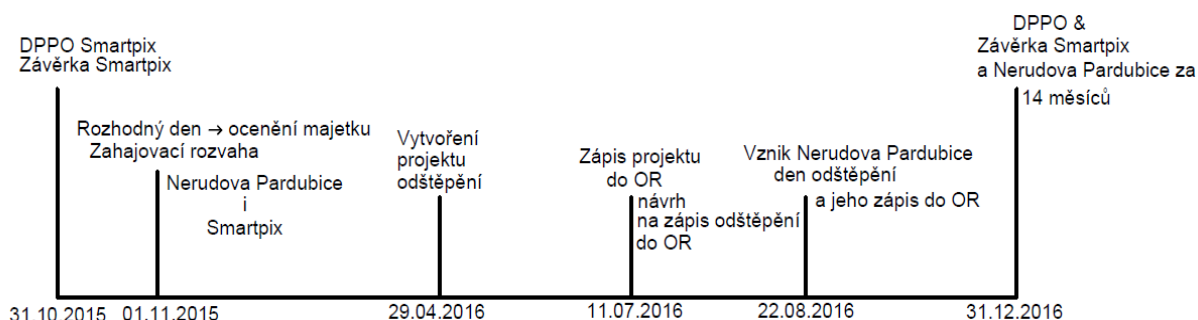 DPPO Smartpix
Závěrka Smartpix
Rozhodný den → ocenění majetku
Zahajovací rozvaha
Nerudova Pardubice
i
Smartpix
Vytvoření
projektu
odštěpění
Zápis projektu
do OR
návrh
na zápis odštěpění
do OR
Vznik Nerudova Pardubice
den odštěpění
a jeho zápis do OR
DPPO &
Závěrka Smartpix
a Nerudova Pardubice za
14 měsíců
31.10.2015 01.11.2015 29.04.2016 11.07.2016 22.08.2016 31.12.2016